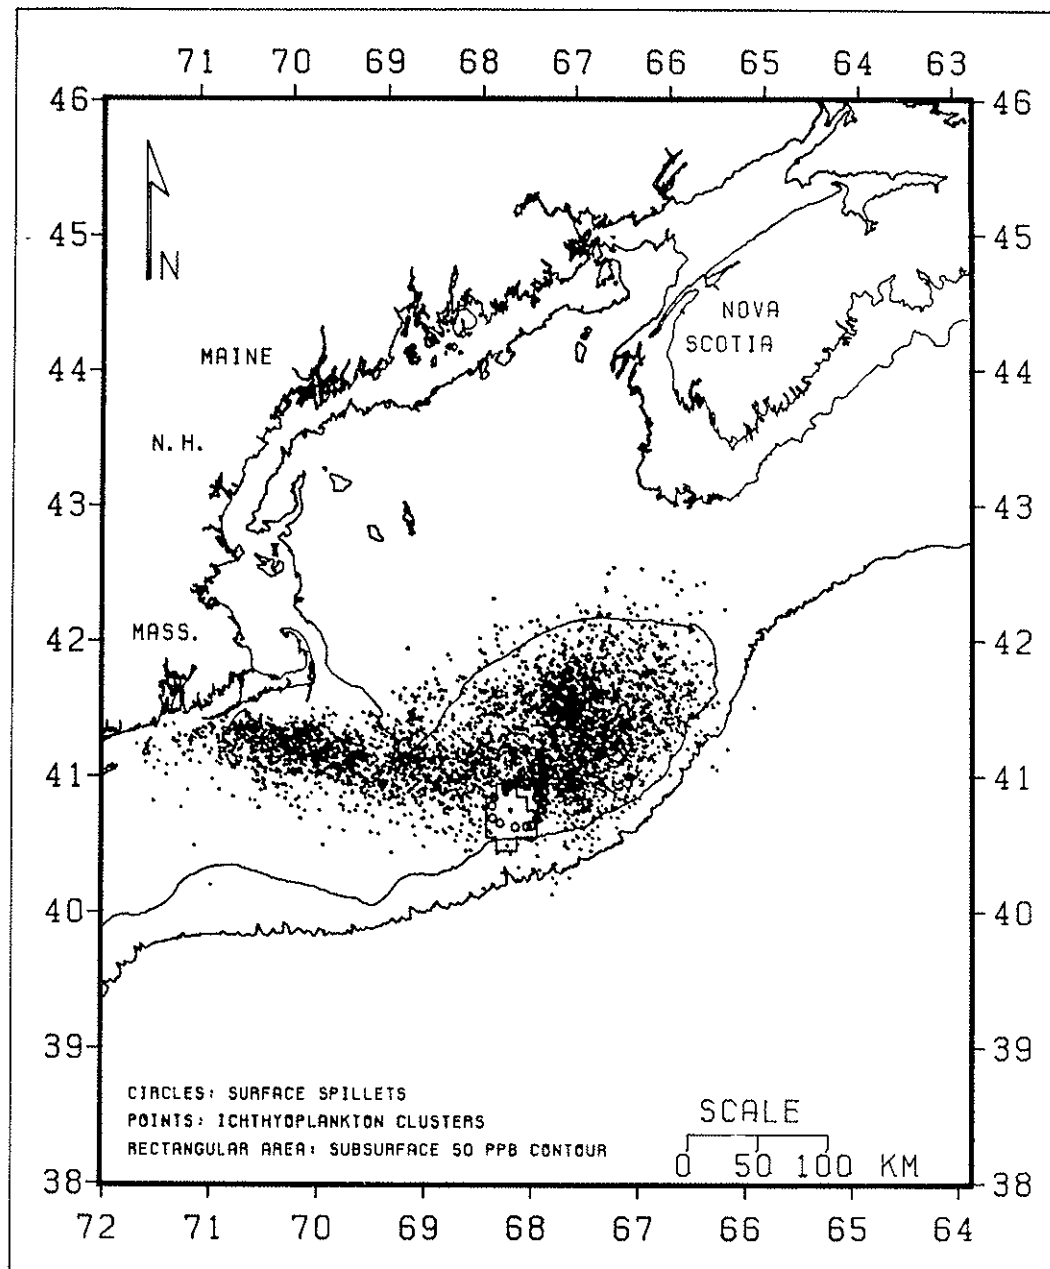 71 70 69 68 67 66 65 64 63
46 46
45 45
N
NOVA
SCOTIA
MAINE
44 44
N.H.
43 43
MASS.
42 42
41 41
40 40
39 39
CIRCLES: SURFACE SPILLETS
POINTS: ICHTHYOPLANKTON CLUSTERS
RECTANGULAR AREA: SUBSURFACE 50 PPB CONTOUR
SCALE
0 50 100 KM
38 38
72 71 70 69 68 67 66 65 64